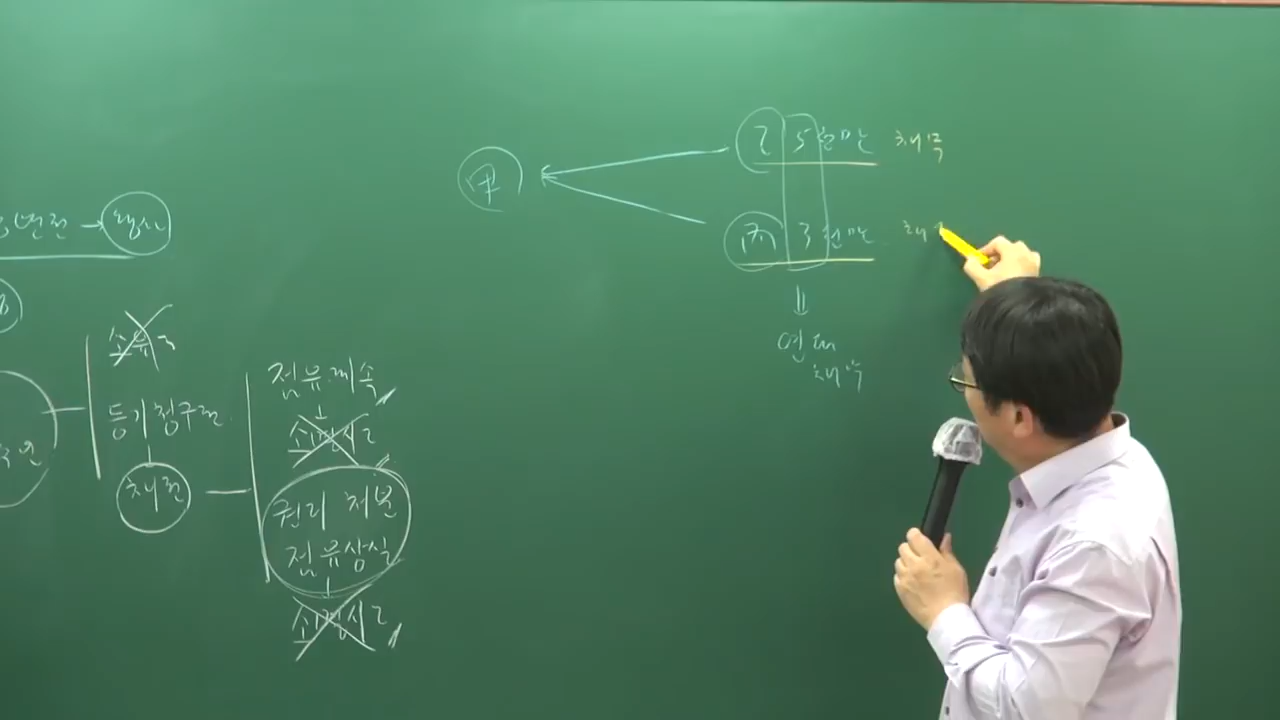 변전 → 행사
소유권
등기청구권
채권
점유계속
소멸시효
권리 처분
점유상실
소멸시효
甲
乙 5천만 채무
丙 3천만 채무
연대
채무